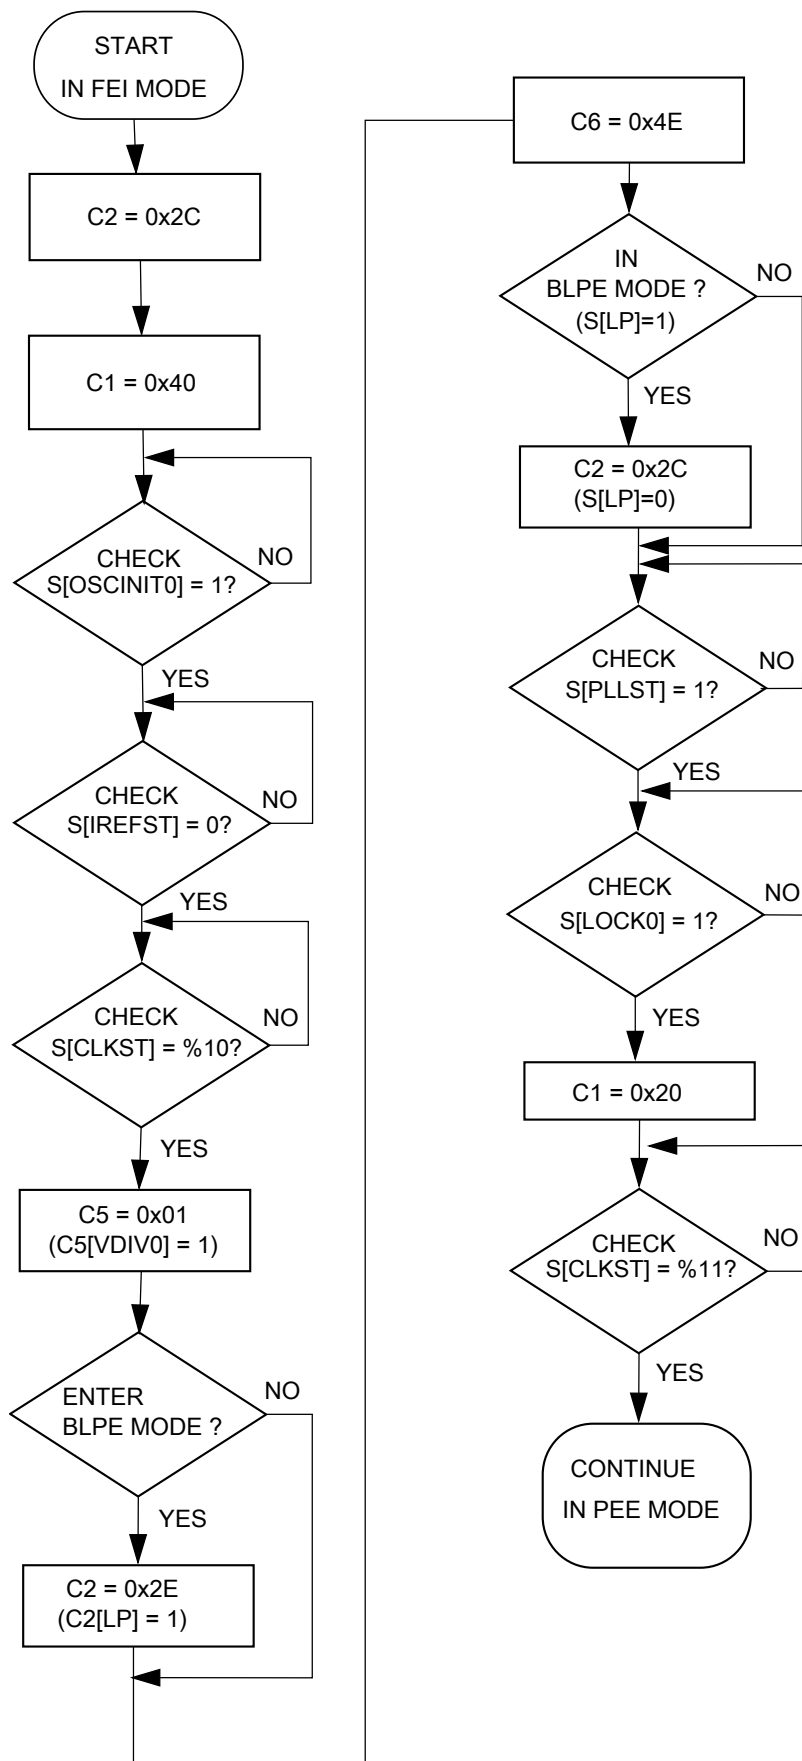 START
IN FEI MODE
C2 = 0x2C
C1 = 0x40
CHECK
S[OSCINIT0] = 1?
NO
YES
CHECK
S[IREFST] = 0?
NO
YES
CHECK
S[CLKST] = %10?
NO
YES
C5 = 0x01
(C5[VDIV0] = 1)
ENTER
BLPE MODE ?
NO
YES
C2 = 0x2E
(C2[LP] = 1)
C6 = 0x4E
IN
BLPE MODE ?
(S[LP]=1)
NO
YES
C2 = 0x2C
(S[LP]=0)
CHECK
S[PLLST] = 1?
NO
YES
CHECK
S[LOCK0] = 1?
NO
YES
C1 = 0x20
CHECK
S[CLKST] = %11?
NO
YES
CONTINUE
IN PEE MODE